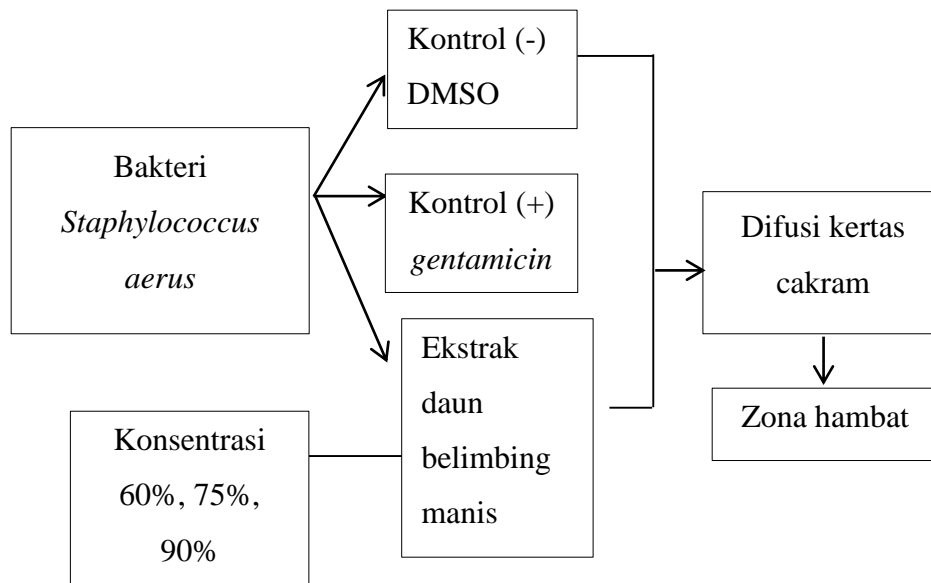 Kontrol (-)
DMSO
Bakteri
Staphylococcus
aerus
Kontrol (+)
gentamicin
Difusi kertas
cakram
Ekstrak
daun
belimbing
manis
Konsentrasi
60%, 75%,
90%
Zona hambat